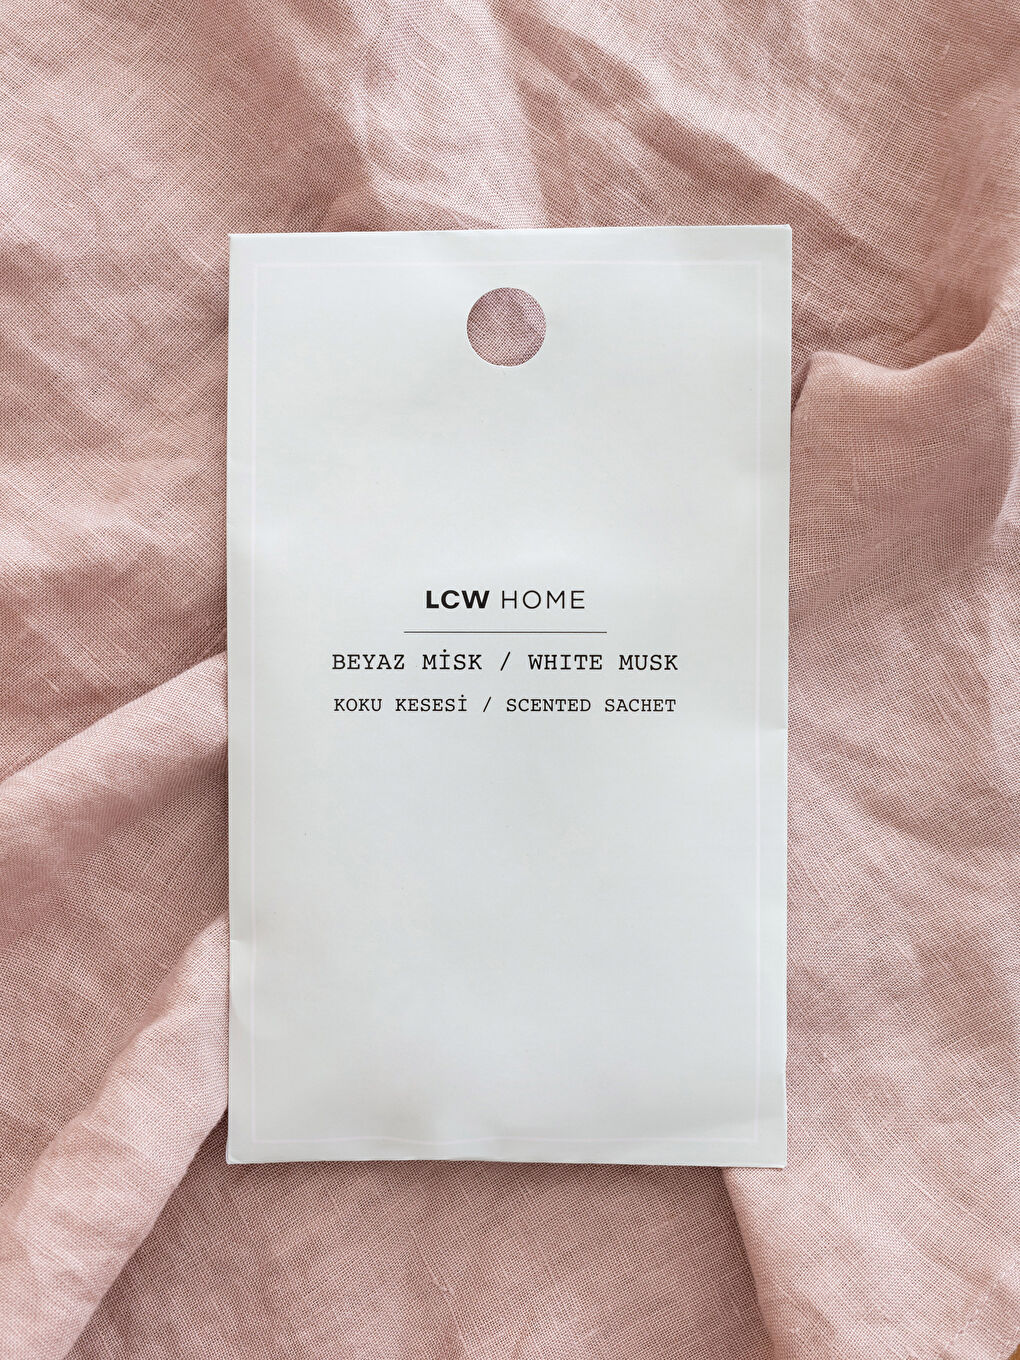 LCW HOME
BEYAZ MİSK / WHITE MUSK
KOKU KESESİ / SCENTED SACHET